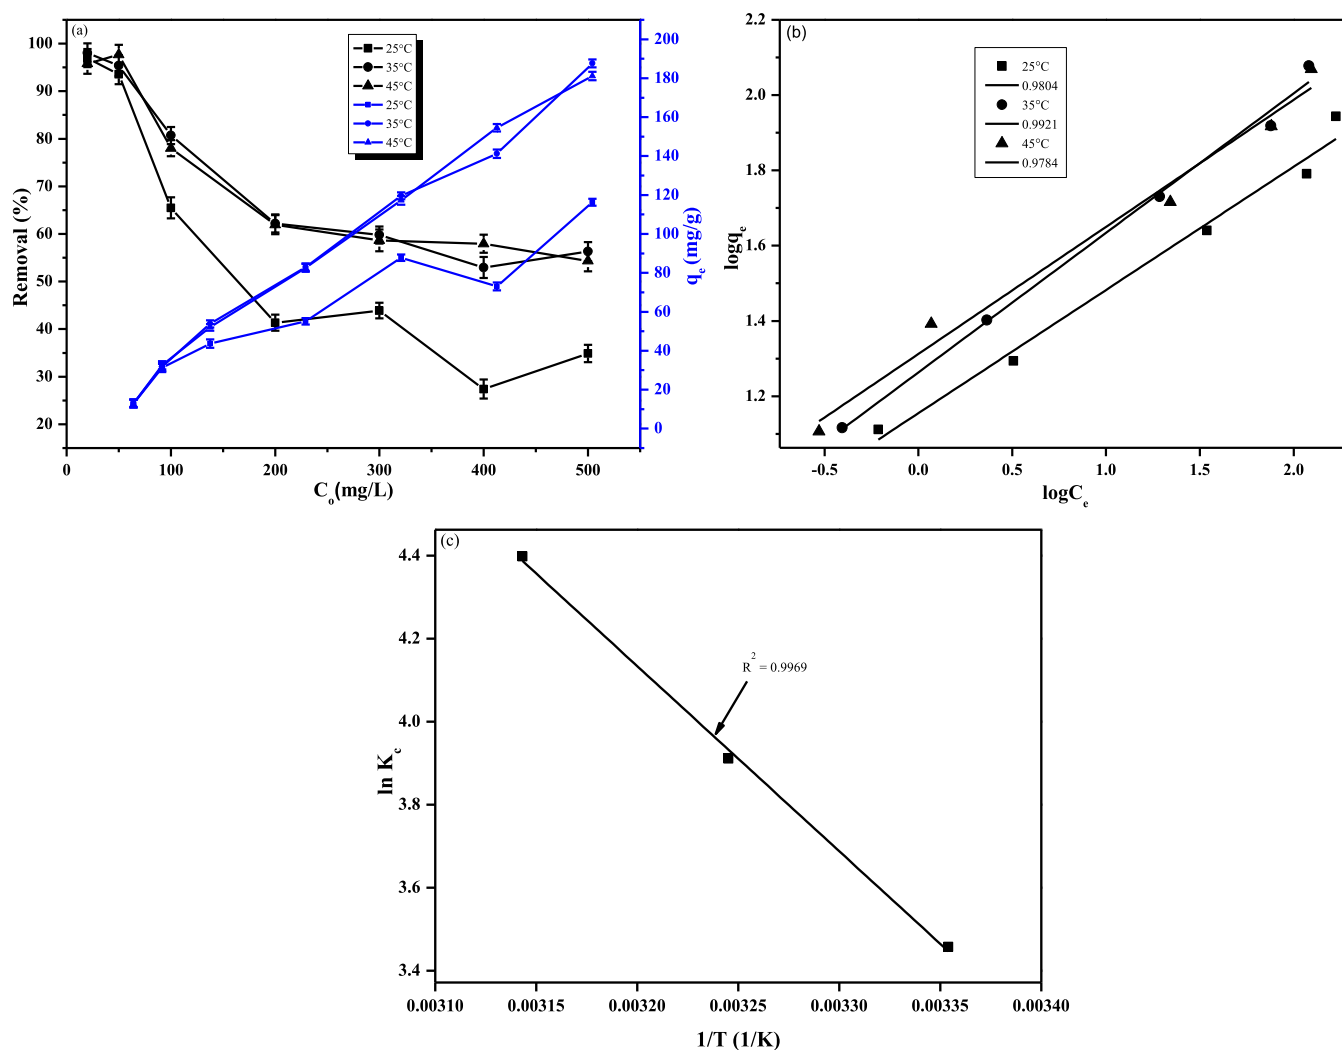 (a)
100
90
80
70
60
50
40
30
20
Removal (%)
0
100
200
300
400
500
Co(mg/L)
200
180
160
140
120
100
80
60
40
20
0
qe (mg/g)
25°C
35°C
45°C
25°C
35°C
45°C
(b)
2.2
2.0
1.8
1.6
1.4
1.2
logqe
-0.5
0.0
0.5
1.0
1.5
2.0
logCe
25°C
0.9804
35°C
0.9921
45°C
0.9784
(c)
4.4
4.2
4.0
3.8
3.6
3.4
ln Kc
R2 = 0.9969
0.00310
0.00315
0.00320
0.00325
0.00330
0.00335
0.00340
1/T (1/K)